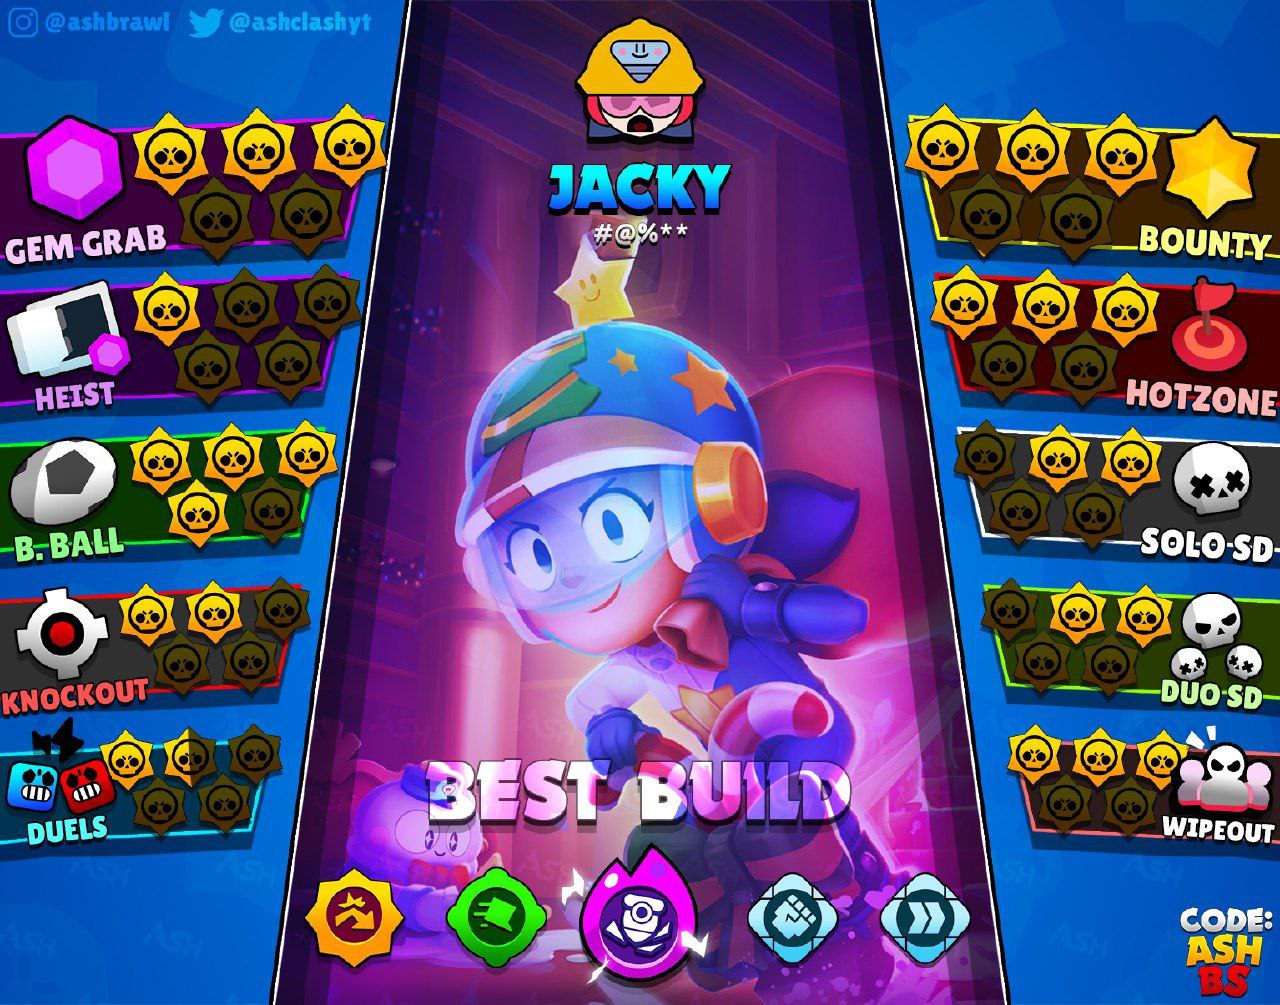 @ashbrawl @ashclashyt
JACKY
#@%**
GEM GRAB
HEIST
B. BALL
KNOCKOUT
DUELS
BOUNTY
HOTZONE
SOLO SD
DUO SD
WIPEOUT
BEST BUILD
CODE:
ASH
BS